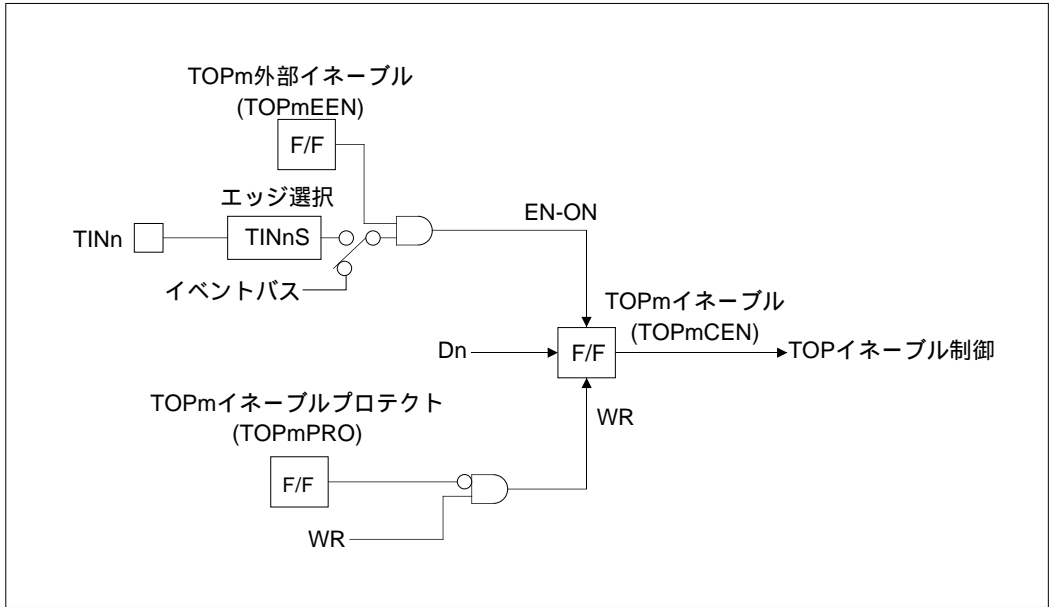 TOPm外部イネーブル
(TOPmEEN)
F/F
エッジ選択
TINn
TINnS
EN-ON
イベントバス
TOPmイネーブル
(TOPmCEN)
Dn
F/F
TOPイネーブル制御
TOPmイネーブルプロテクト
(TOPmPRO)
WR
F/F
WR